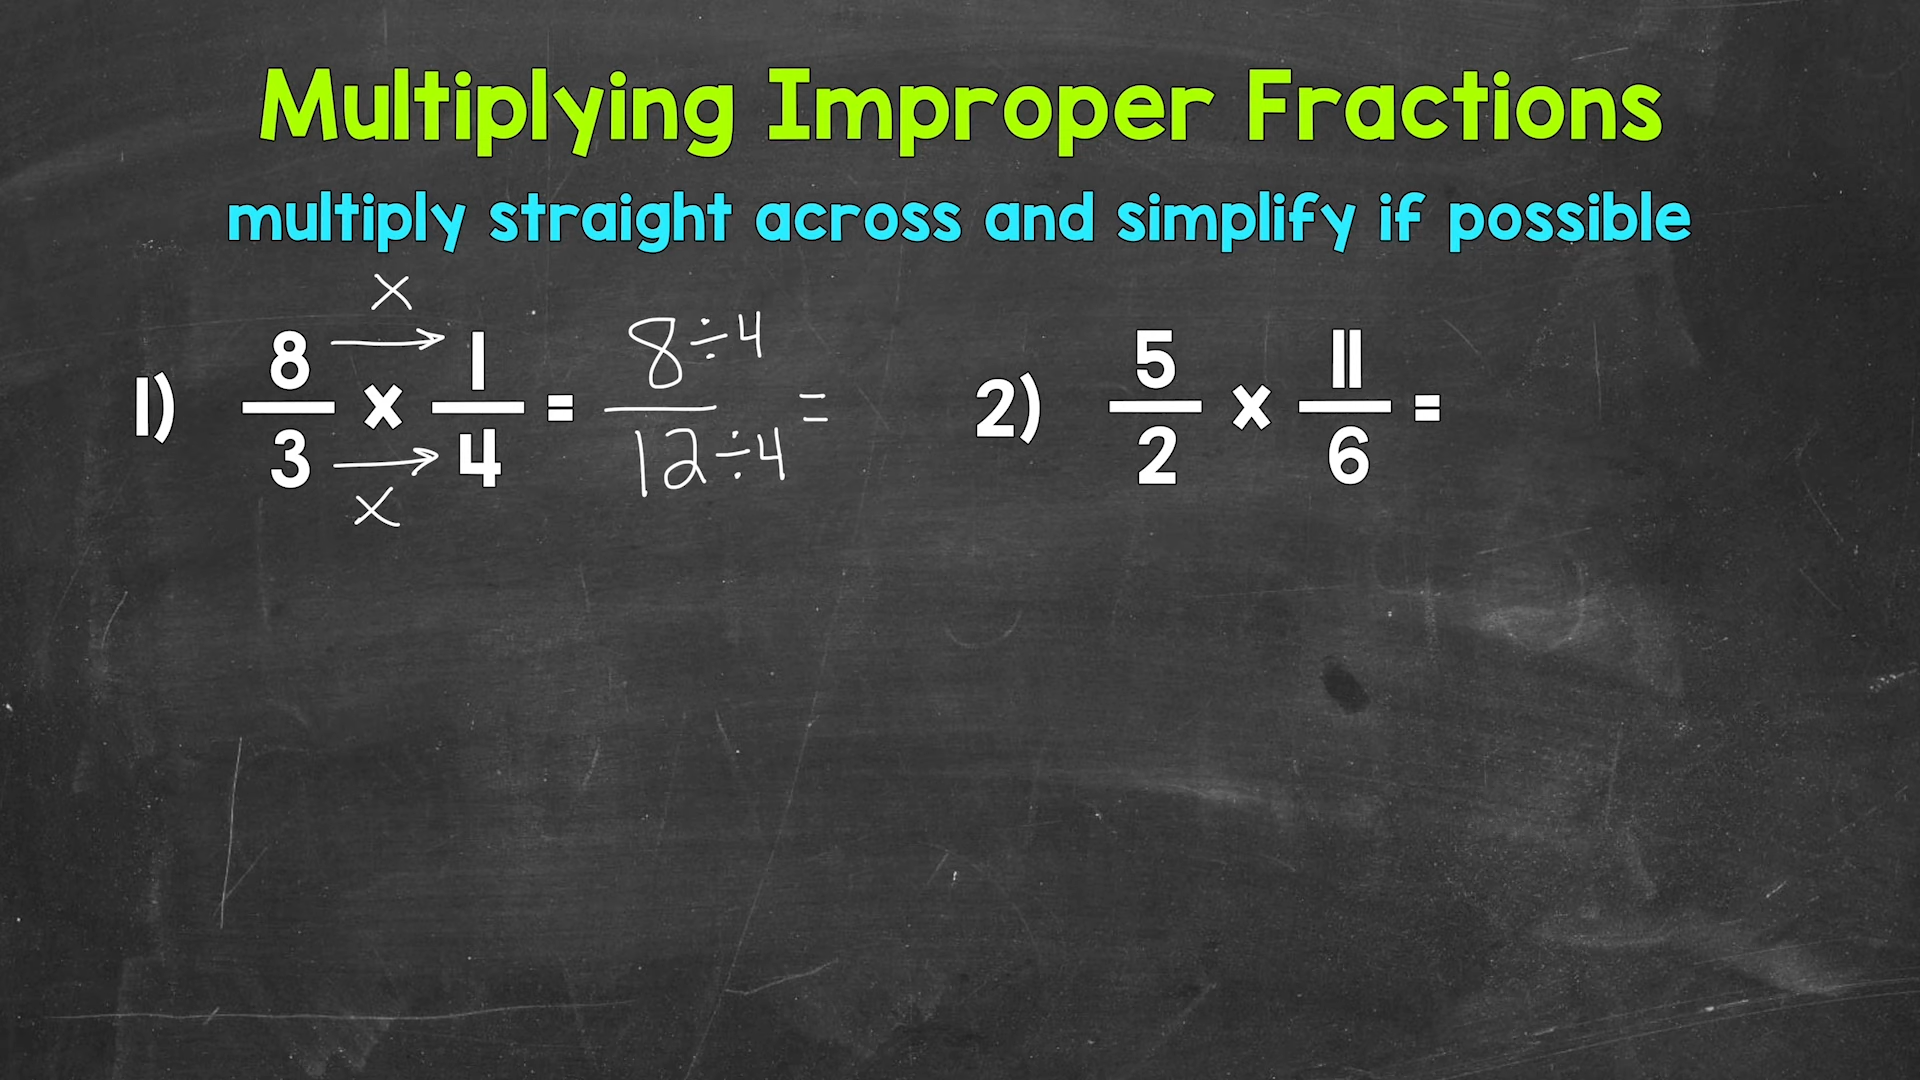 Multiplying Improper Fractions
multiply straight across and simplify if possible
x
1) 8/3 x 1/4 = 8÷4/12÷4 =
x
2) 5/2 x 11/6 =